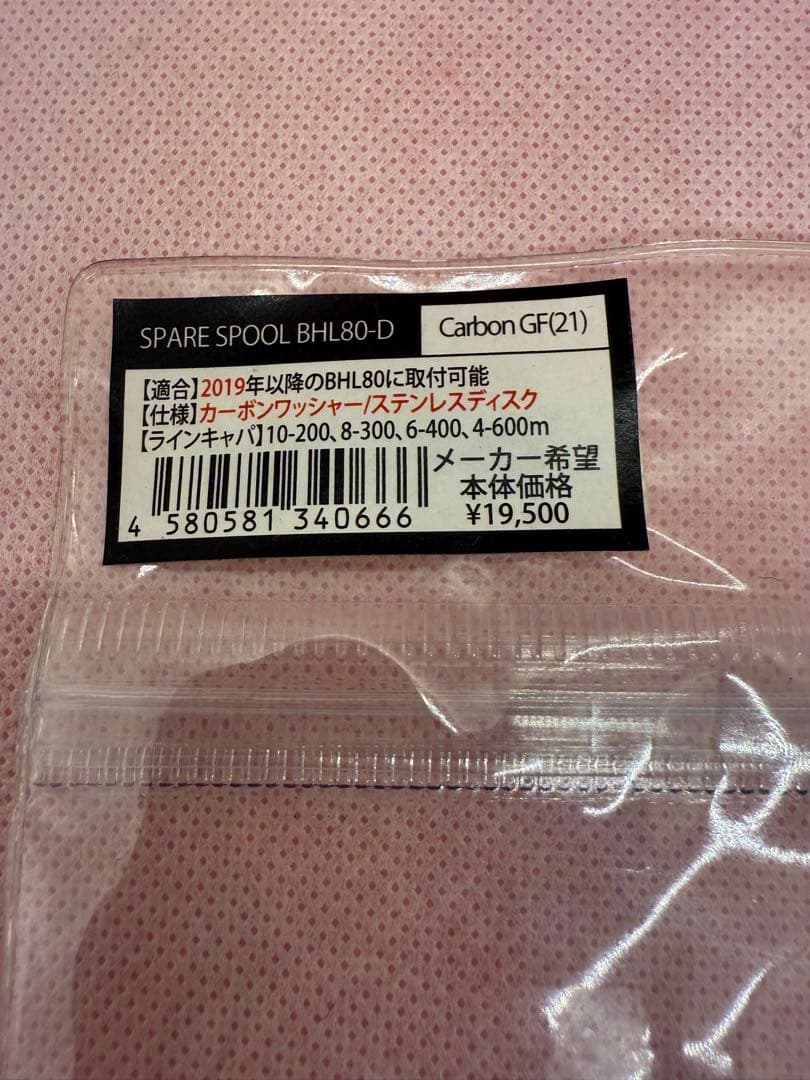 SPARE SPOOL BHL80-D
Carbon GF(21)
【適合】2019年以降のBHL80に取付可能
【仕様】カーボンワッシャー/ステンレスディスク
【ラインキャパ】10-200、8-300、6-400、4-600m
メーカー希望
本体価格
¥19,500
4 580581 340666